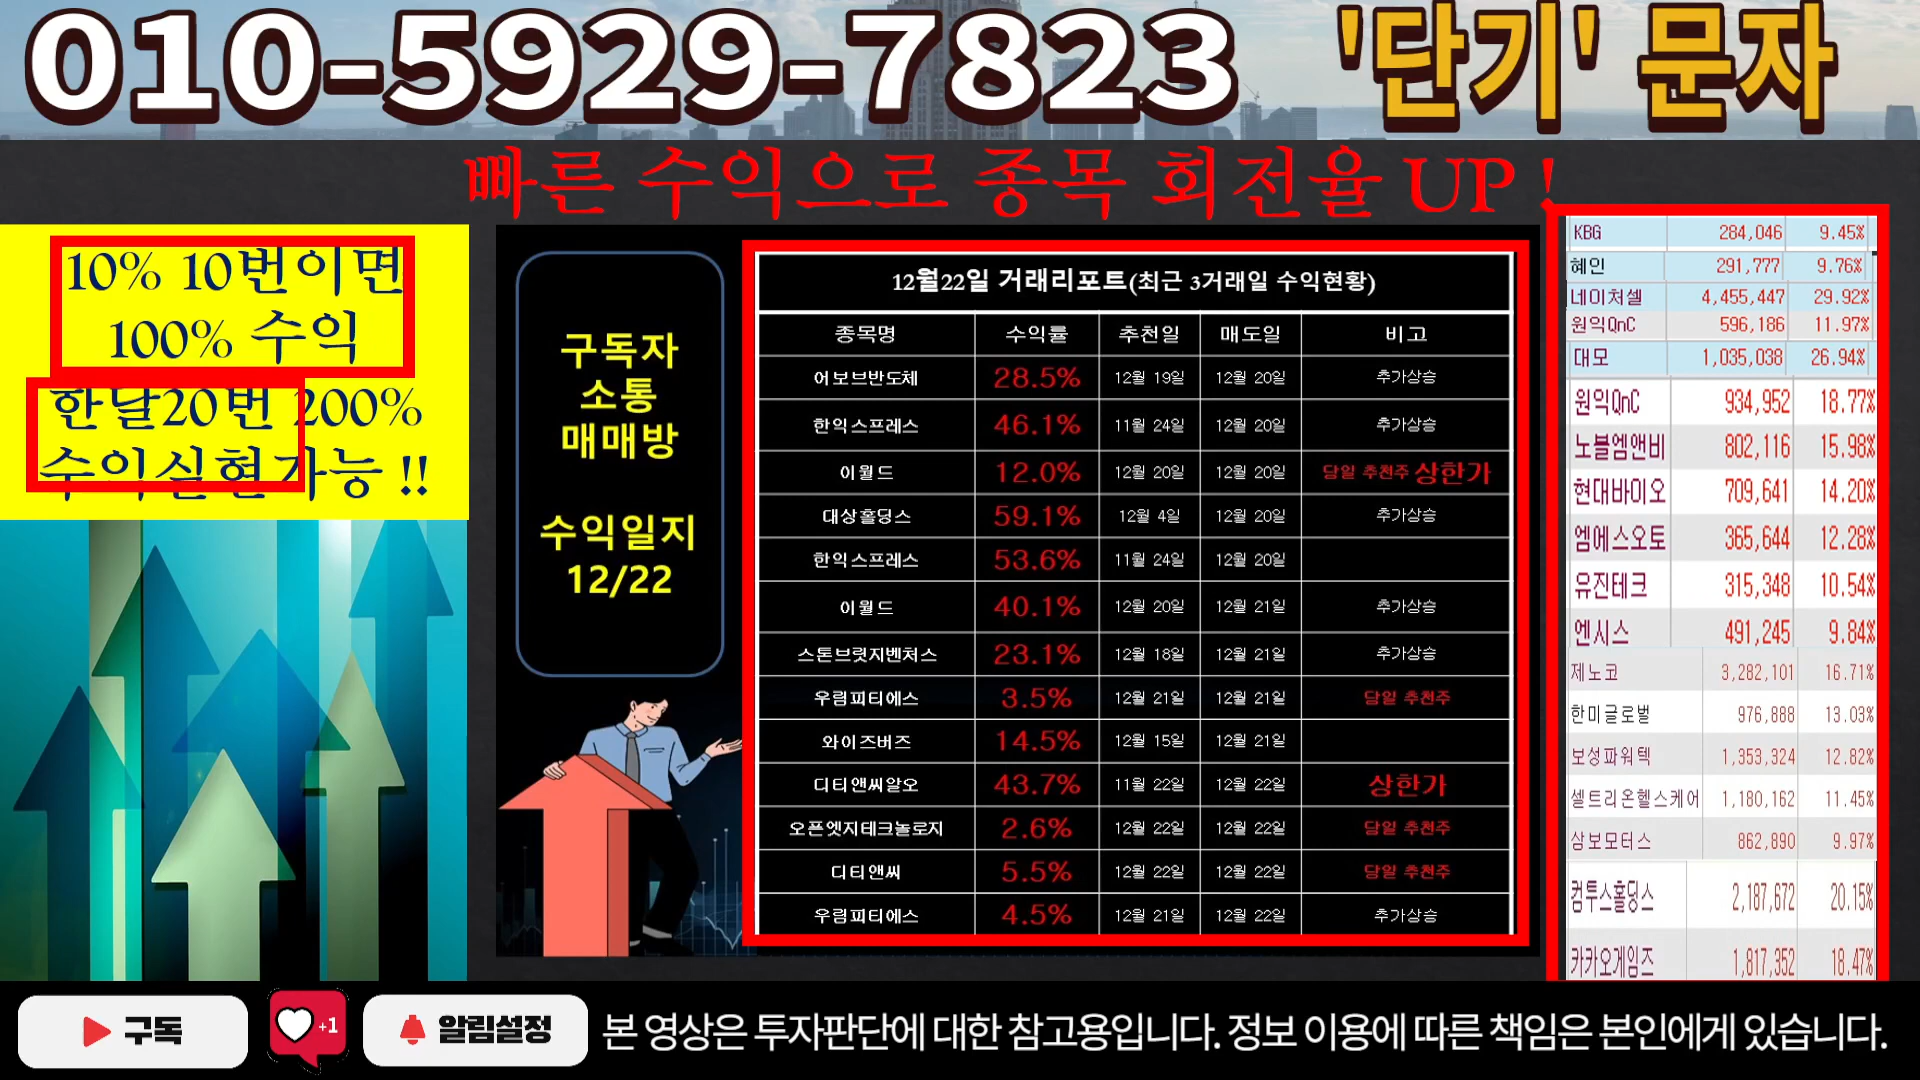 010-5929-7823 '단기' 문자
빠른 수익으로 종목 회전율 UP !
10% 10번이면
100% 수익
한달20번 200%
수익실현가능 !!
구독자
소통
매매방
수익일지
12/22
12월22일 거래리포트(최근 3거래일 수익현황)
종목명 수익률 추천일 매도일 비고
어보브반도체 28.5% 12월 19일 12월 20일 추가상승
한익스프레스 46.1% 11월 24일 12월 20일 추가상승
이월드 12.0% 12월 20일 12월 20일 당일 추천주 상한가
대상홀딩스 59.1% 12월 4일 12월 20일 추가상승
한익스프레스 53.6% 11월 24일 12월 20일
이월드 40.1% 12월 20일 12월 21일 추가상승
스톤브릿지벤처스 23.1% 12월 18일 12월 21일 추가상승
우림피티에스 3.5% 12월 21일 12월 21일 당일 추천주
와이즈버즈 14.5% 12월 15일 12월 21일
디티앤씨알오 43.7% 11월 22일 12월 22일 상한가
오픈엣지테크놀로지 2.6% 12월 22일 12월 22일 당일 추천주
디티앤씨 5.5% 12월 22일 12월 22일 당일 추천주
우림피티에스 4.5% 12월 21일 12월 22일 추가상승
KBG 284,046 9.45%
혜인 291,777 9.76%
네이처셀 4,455,447 29.92%
원익QnC 596,186 11.97%
대모 1,035,038 26.94%
원익QnC 934,952 18.77%
노블엠앤비 802,116 15.98%
현대바이오 709,641 14.20%
엠에스오토 365,644 12.28%
유진테크 315,348 10.54%
엔시스 491,245 9.84%
제노코 3,282,101 16.71%
한미글로벌 976,888 13.03%
보성파워텍 1,353,324 12.82%
셀트리온헬스케어 1,180,162 11.45%
상보모터스 862,890 9.97%
컴투스홀딩스 2,187,672 20.15%
카카오게임즈 1,817,352 18.47%
구독 +1 알림설정 본 영상은 투자판단에 대한 참고용입니다. 정보 이용에 따른 책임은 본인에게 있습니다.